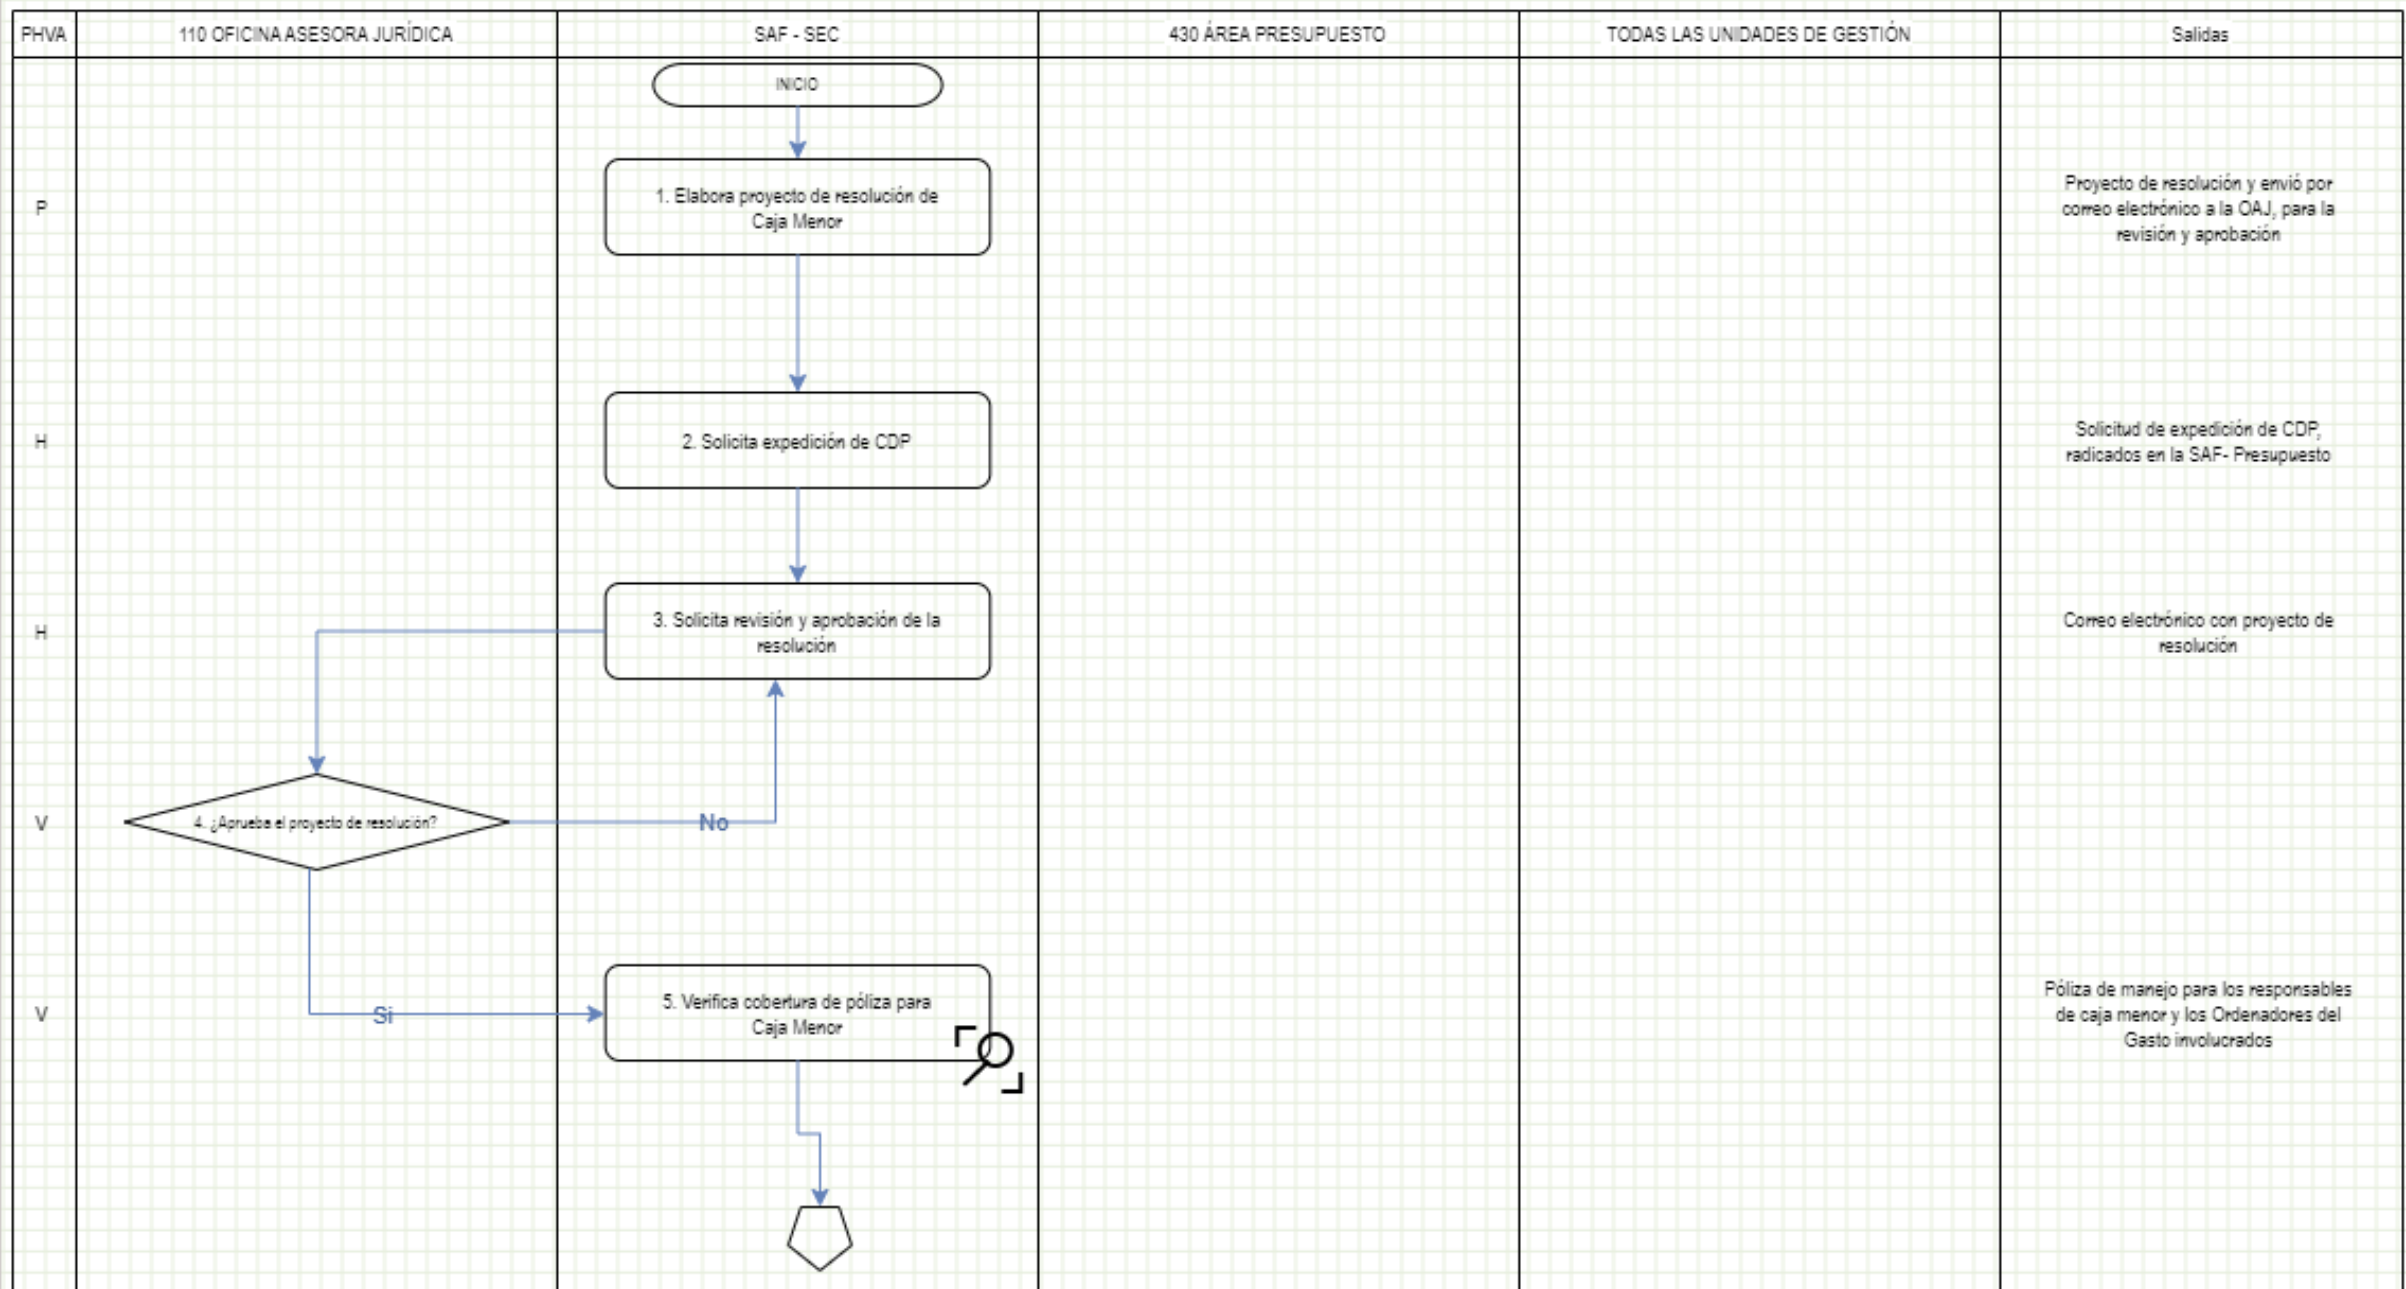 PHVA
110 OFICINA ASESORA JURÍDICA
SAF - SEC
430 ÁREA PRESUPUESTO
TODAS LAS UNIDADES DE GESTIÓN
Salidas
INICIO
P
1. Elabora proyecto de resolución de
Caja Menor
Proyecto de resolución y envió por
correo electrónico a la OAJ, para la
revisión y aprobación
H
2. Solicita expedición de CDP
Solicitud de expedición de CDP,
radicados en la SAF- Presupuesto
H
3. Solicita revisión y aprobación de la
resolución
Correo electrónico con proyecto de
resolución
V
4. ¿Aprueba el proyecto de resolución?
No
V
Si
5. Verifica cobertura de póliza para
Caja Menor
Póliza de manejo para los responsables
de caja menor y los Ordenadores del
Gasto involucrados